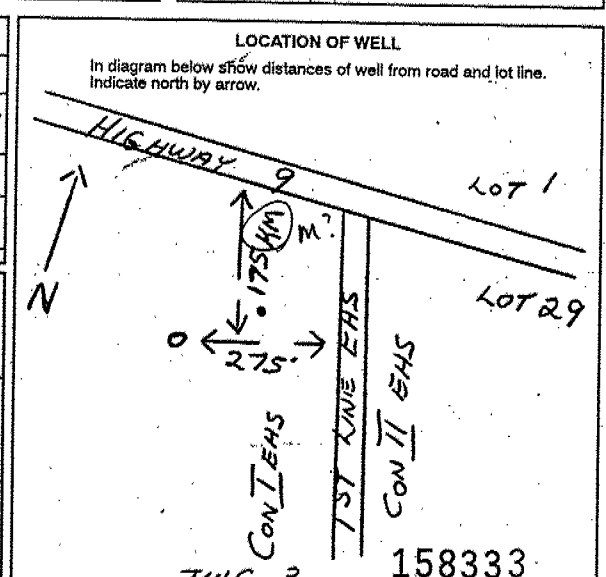 LOCATION OF WELL
In diagram below show distances of well from road and lot line.
Indicate north by arrow.
HIGHWAY 9
LOT 1
N
.175 KM
M?
LOT 29
275
1ST LINE EHS
CON I EHS
CON II EHS
158333